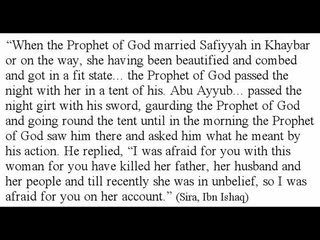 “When the Prophet of God married Safiyyah in Khaybar
or on the way, she having been beautified and combed
and got in a fit state... the Prophet of God passed the
night with her in a tent of his. Abu Ayyub... passed the
night girt with his sword, gaurding the Prophet of God
and going round the tent until in the morning the Prophet
of God saw him there and asked him what he meant by
his action. He replied, “I was afraid for you with this
woman for you have killed her father, her husband and
her people and till recently she was in unbelief, so I was
afraid for you on her account.” (Sira, Ibn Ishaq)